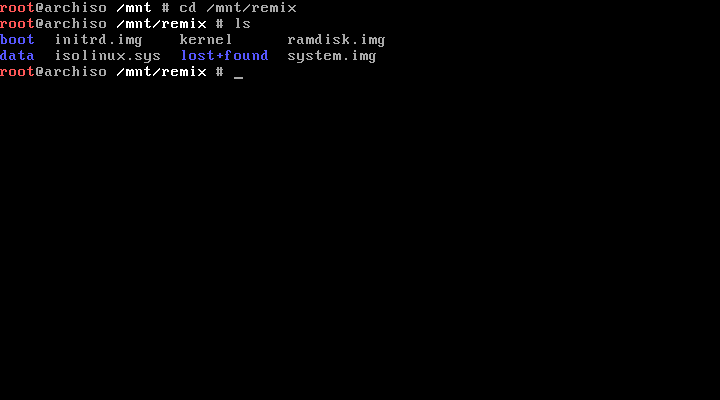 root@archiso /mnt # cd /mnt/remix
root@archiso /mnt/remix # ls
boot  initrd.img    kernel      ramdisk.img
data  isolinux.sys  lost+found  system.img
root@archiso /mnt/remix # _